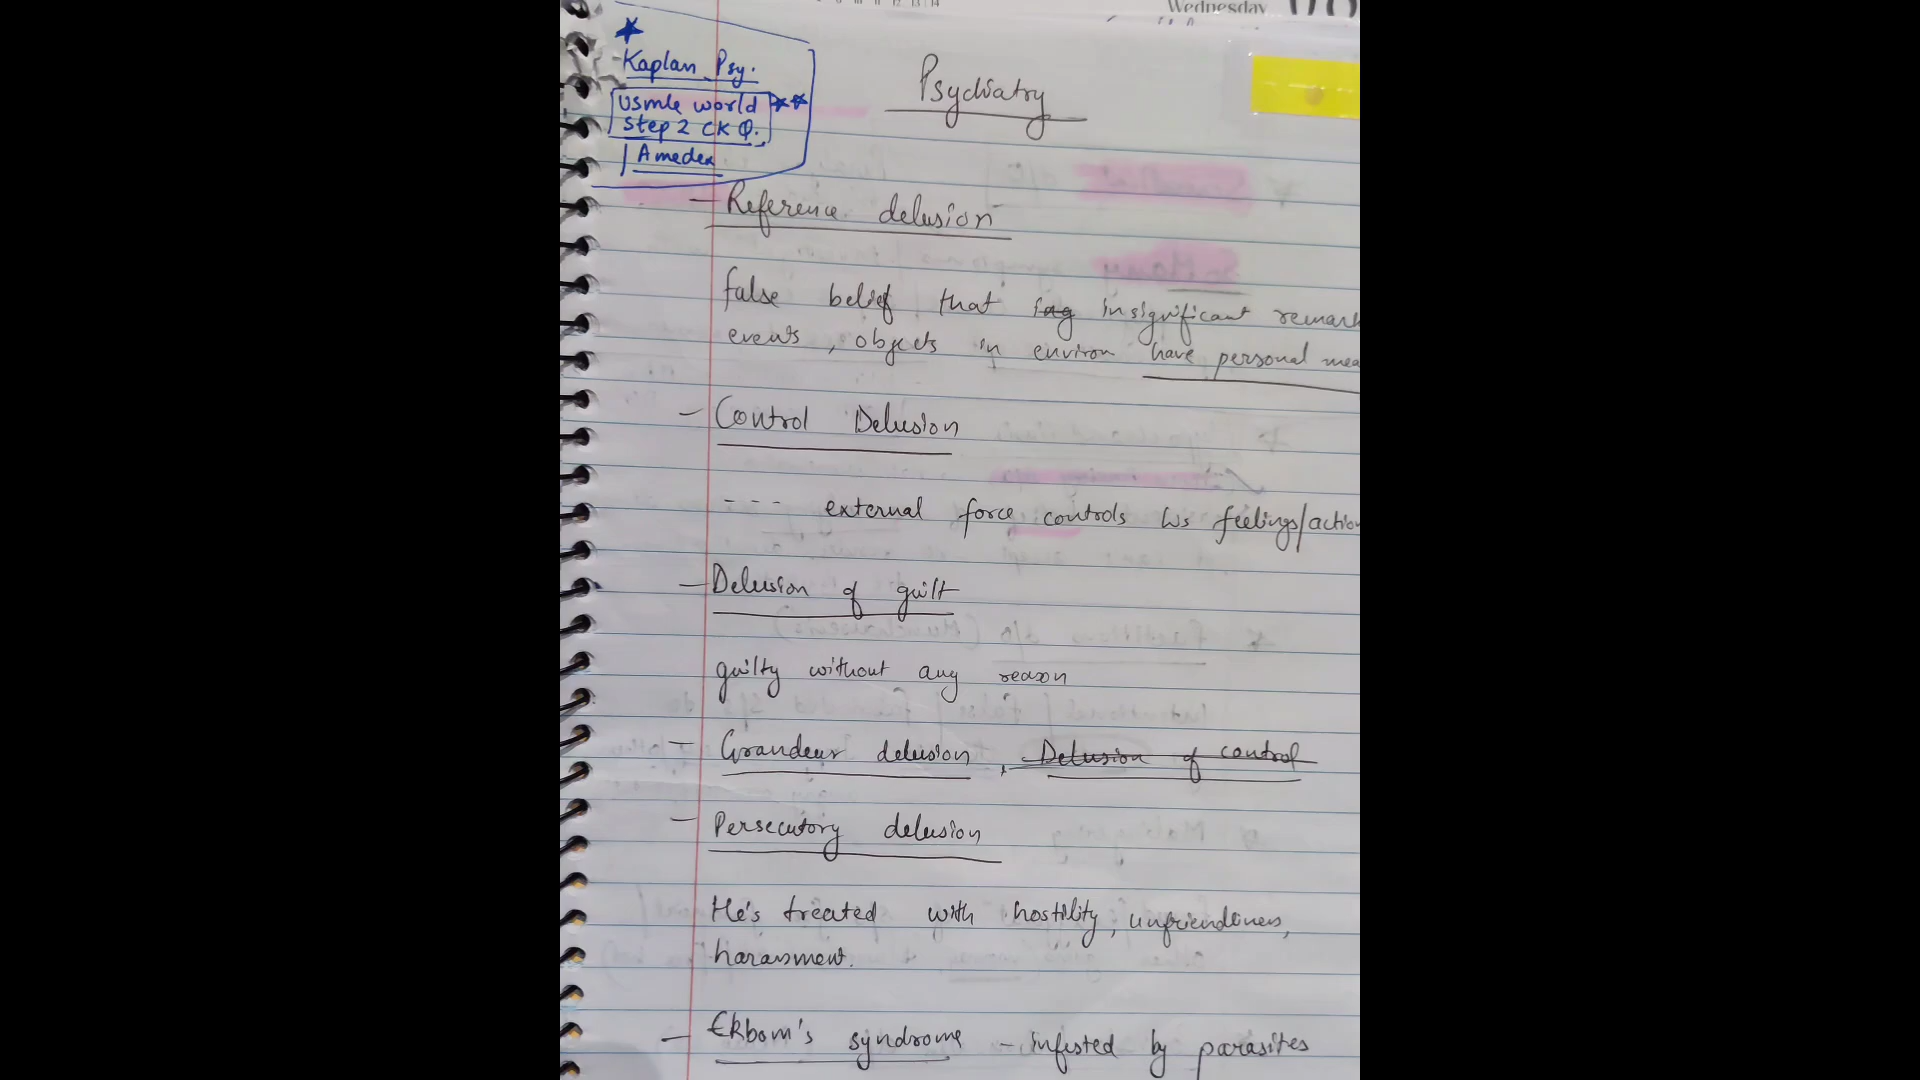 Wednesday
Kaplan Psy.
Usmle world
Step 2 CK Q.
Amedex
Psychiatry
- Reference delusion
false belief that insignificant remark
events, objects in environ have personal mea
- Control Delusion
--- external force controls his feelings/action
- Delusion of guilt
guilty without any reason
- Grandeur delusion, Delusion of control
- Persecutory delusion
He's treated with hostility, unfriendliness,
harassment.
- Ekbom's syndrome - infested by parasites